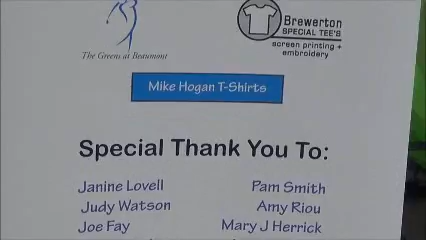 The Greens at Beaumont
Brewerton
SPECIAL TEE'S
screen printing +
embroidery
Mike Hogan T-Shirts
Special Thank You To:
Janine Lovell
Pam Smith
Judy Watson
Amy Riou
Joe Fay
Mary J Herrick